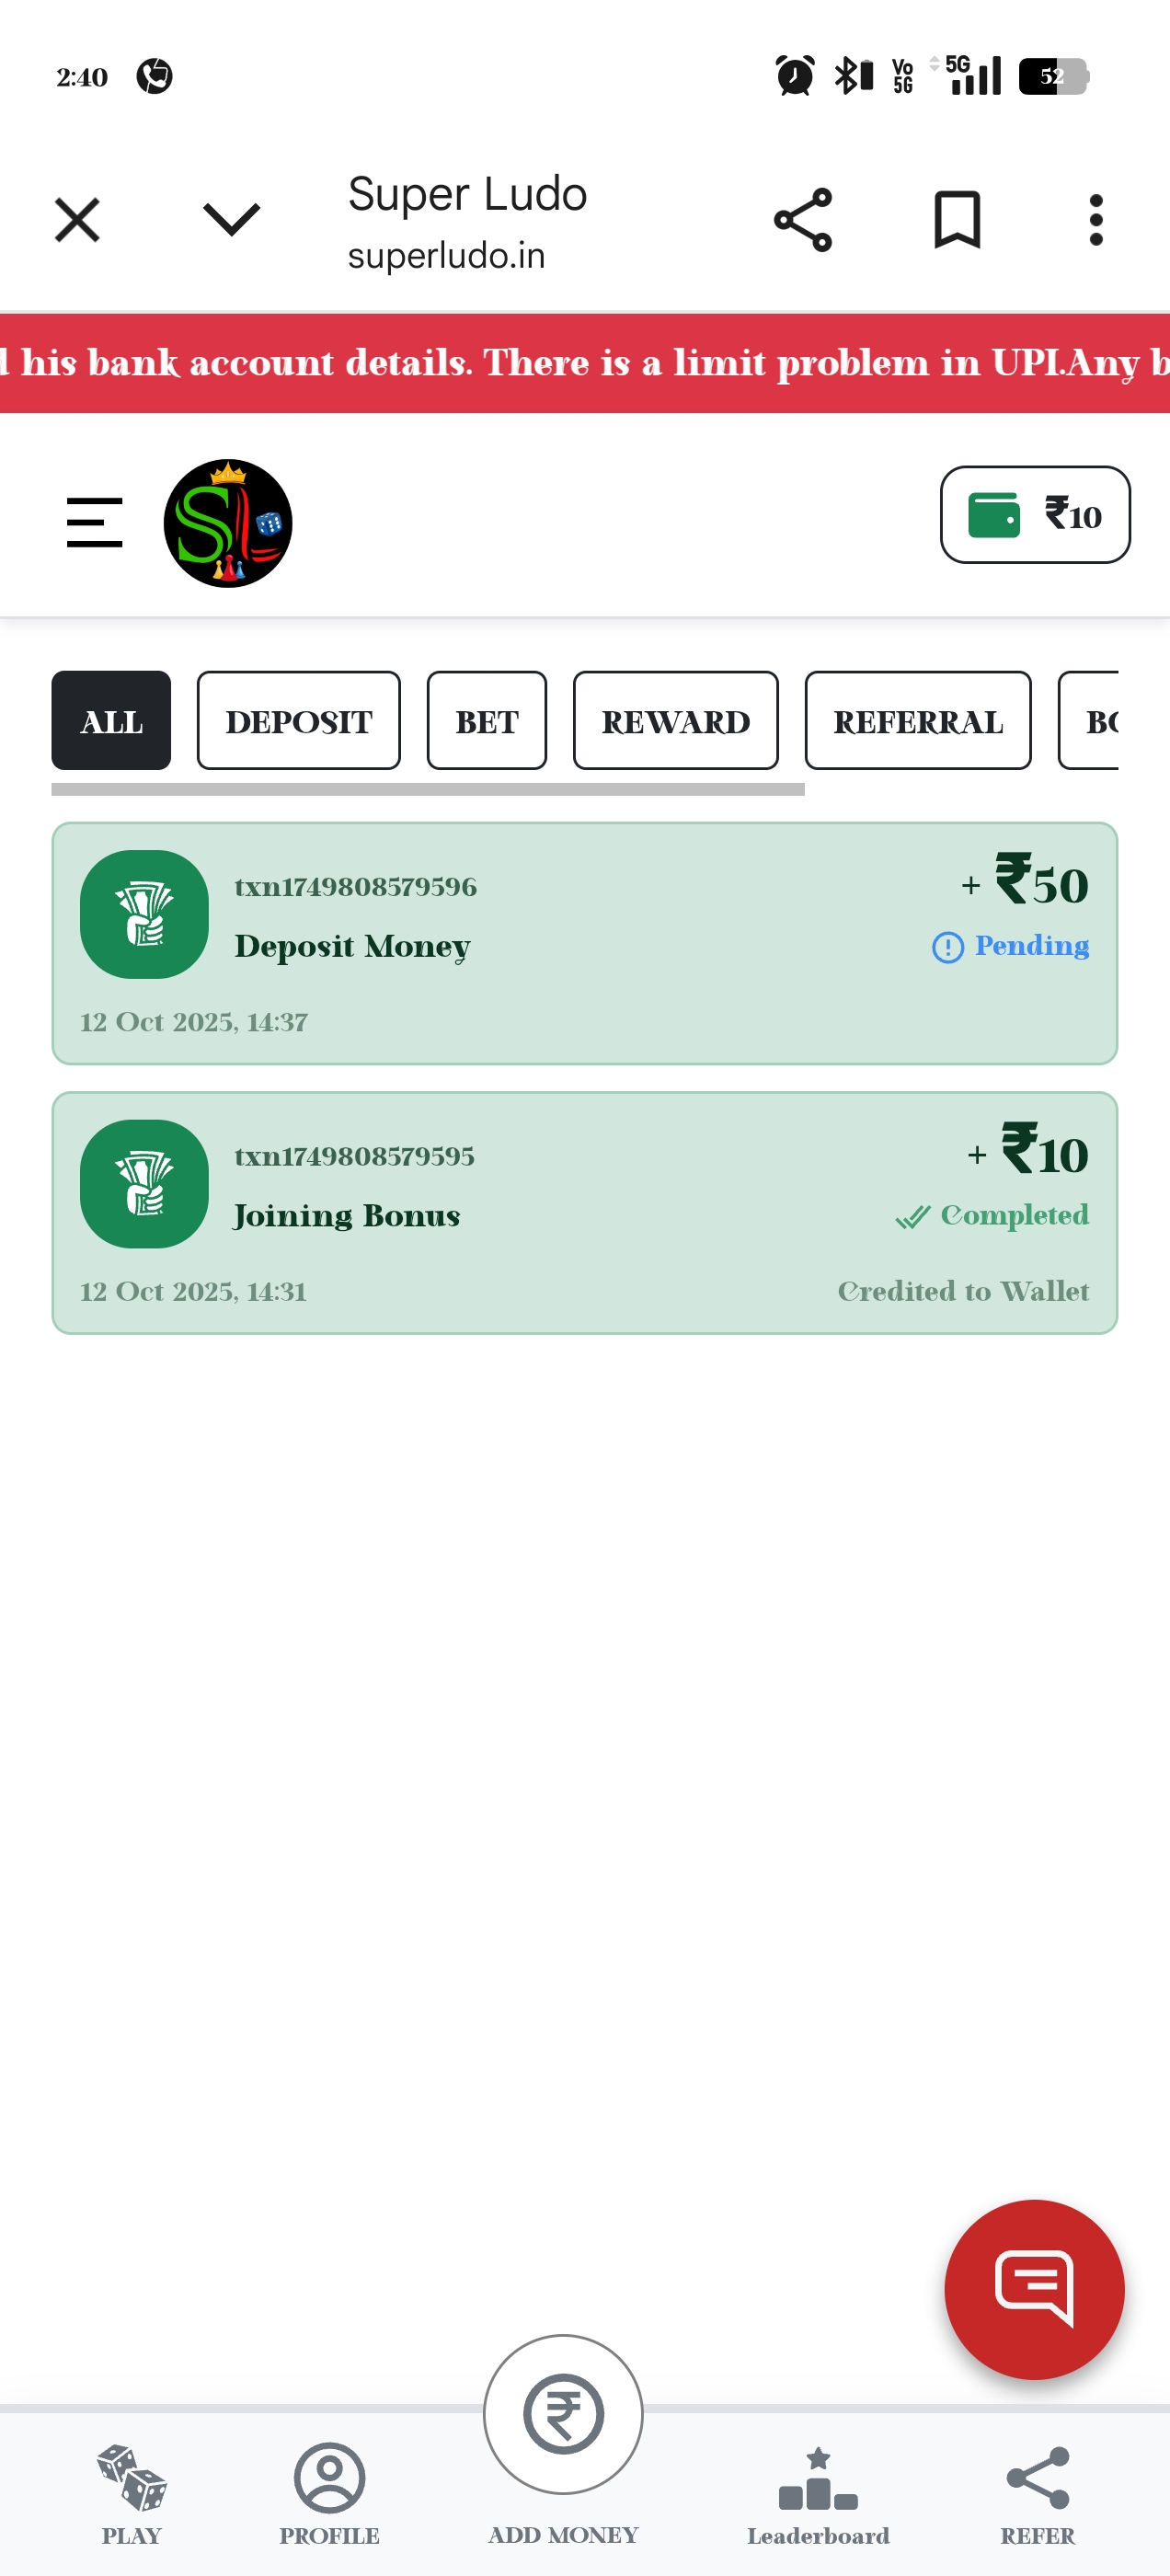 2:40 Vo 5G 5G 52
Super Ludo
superludo.in
his bank account details. There is a limit problem in UPI.Any
SL
₹10
ALL DEPOSIT BET REWARD REFERRAL
txn1749808579596
+ ₹50
Deposit Money
Pending
12 Oct 2025, 14:37
txn1749808579595
+ ₹10
Joining Bonus
Completed
12 Oct 2025, 14:31
Credited to Wallet
PLAY PROFILE ADD MONEY Leaderboard REFER